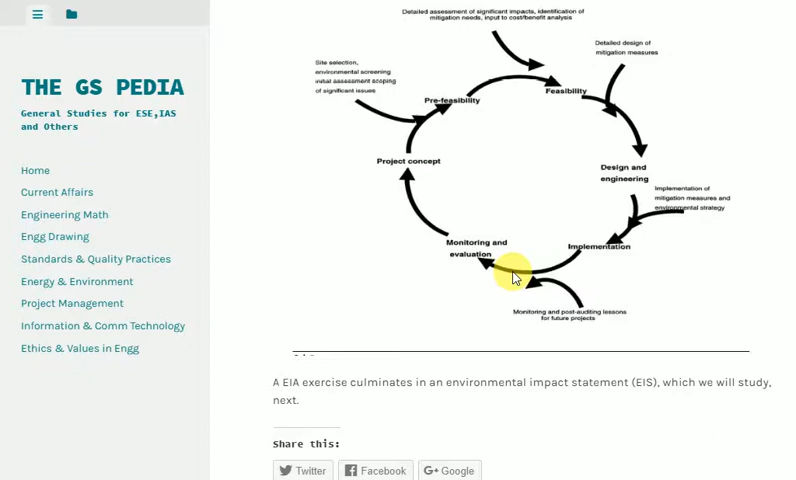 THE GS PEDIA
General Studies for ESE,IAS
and Others
Home
Current Affairs
Engineering Math
Engg Drawing
Standards & Quality Practices
Energy & Environment
Project Management
Information & Comm Technology
Ethics & Values in Engg
Detailed assessment of significant impacts, identification of
mitigation needs, input to cost/benefit analysis
Detailed design of
mitigation measures
Site selection,
environmental screening
initial assessment scoping
of significant issues
Pre-feasibility
Feasibility
Project concept
Design and
engineering
Implementation of
mitigation measures and
environmental strategy
Monitoring and
evaluation
Implementation
Monitoring and post-auditing lessons
for future projects
A EIA exercise culminates in an environmental impact statement (EIS), which we will study,
next.
Share this:
Twitter
Facebook
G+ Google